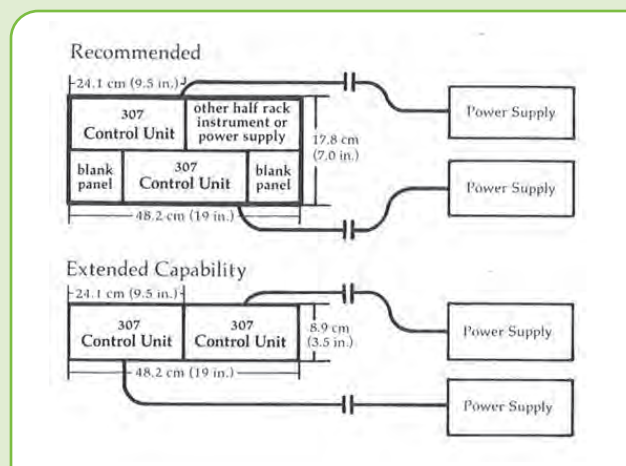 Recommended
24.1 cm (9.5 in.)
307
Control Unit
other half rack
instrument or
power supply
17.8 cm
(7.0 in.)
blank
panel
307
Control Unit
blank
panel
48.2 cm (19 in.)
Power Supply
Power Supply
Extended Capability
24.1 cm (9.5 in.)
307
Control Unit
307
Control Unit
8.9 cm
(3.5 in.)
48.2 cm (19 in.)
Power Supply
Power Supply